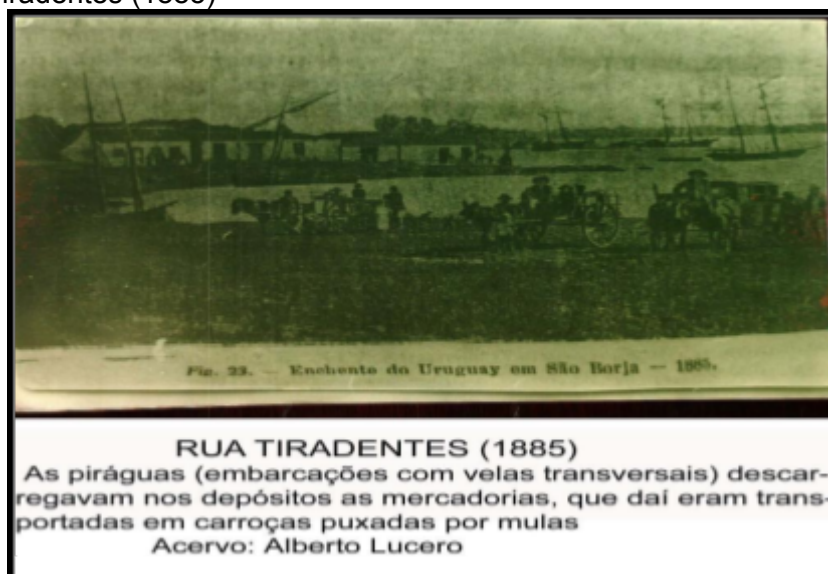 (1885)
Fig. 23. — Enchente do Uruguay em São Borja — 1885.
RUA TIRADENTES (1885)
As piráguas (embarcações com velas transversais) descar-
regavam nos depósitos as mercadorias, que daí eram trans-
portadas em carroças puxadas por mulas
Acervo: Alberto Lucero